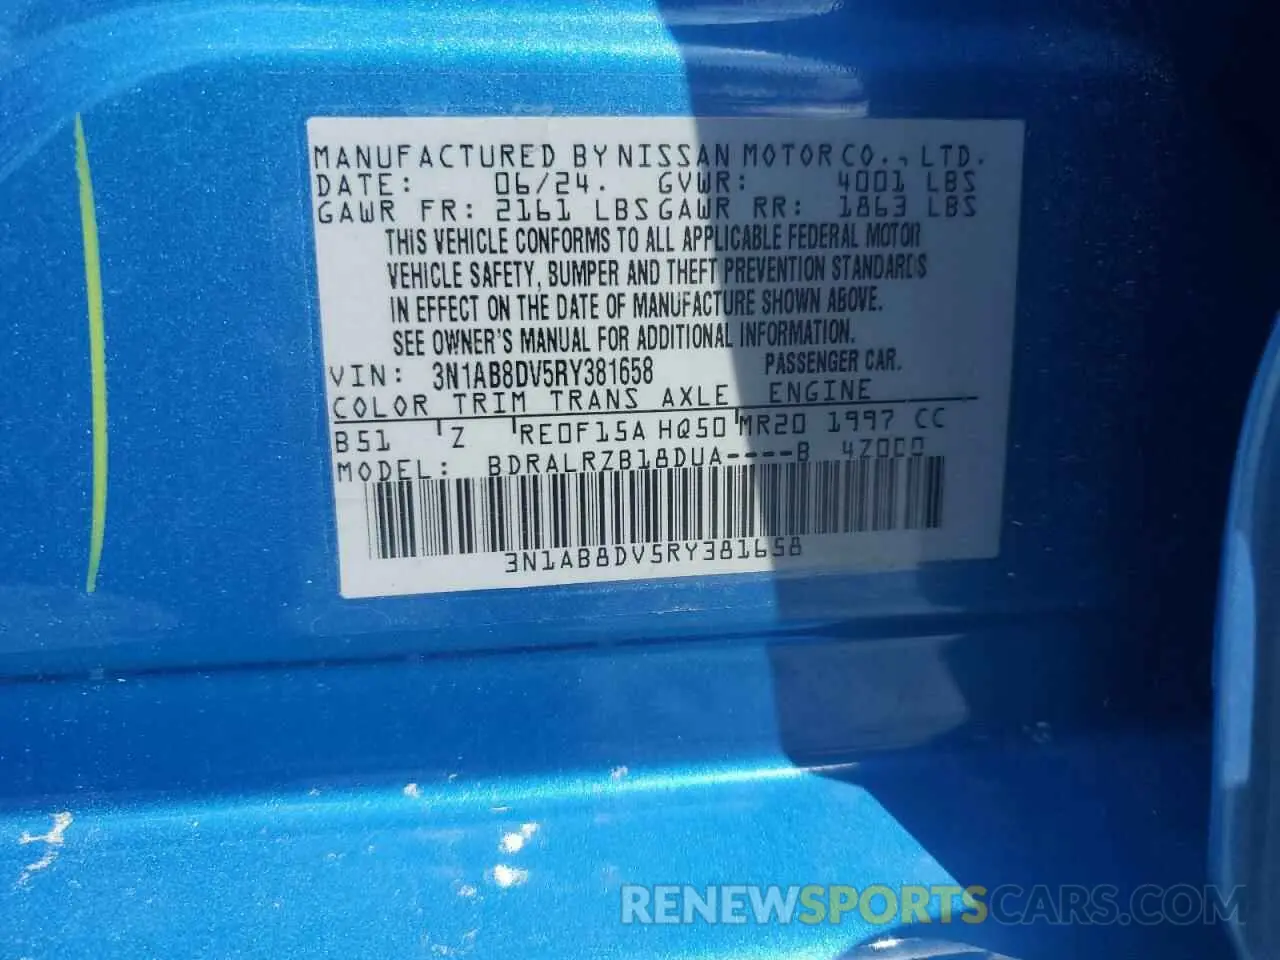 MANUFACTURED BY NISSAN MOTOR CO., LTD.
DATE: 06/24. GVWR: 4001 LBS
GAWR FR: 2161 LBS GAWR RR: 1863 LBS
THIS VEHICLE CONFORMS TO ALL APPLICABLE FEDERAL MOTOR
VEHICLE SAFETY, BUMPER AND THEFT PREVENTION STANDARDS
IN EFFECT ON THE DATE OF MANUFACTURE SHOWN ABOVE.
SEE OWNER'S MANUAL FOR ADDITIONAL INFORMATION.
VIN: 3N1AB8DV5RY381658 PASSENGER CAR.
COLOR TRIM TRANS AXLE ENGINE
B51 Z RE0F15A HQ50 MR20 1997 CC
MODEL: BDRALRZB18DUA----B 4Z000
3N1AB8DV5RY381658
RENEWSPORTSCARS.COM